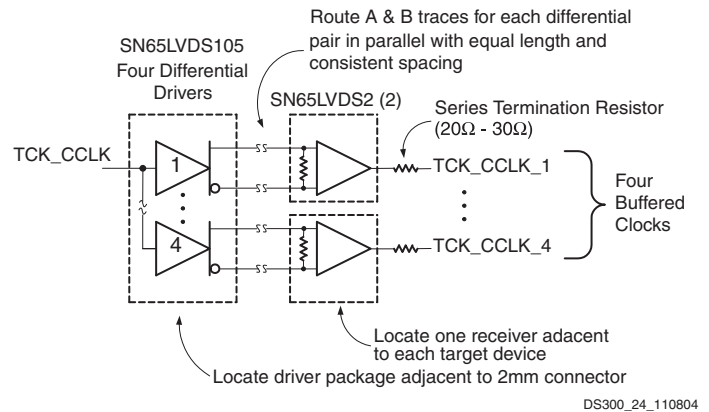 Route A & B traces for each differential
pair in parallel with equal length and
consistent spacing
SN65LVDS105
Four Differential
Drivers
SN65LVDS2 (2)
Series Termination Resistor
(20Ω - 30Ω)
TCK_CCLK
1
TCK_CCLK_1
Four
Buffered
Clocks
4
TCK_CCLK_4
Locate one receiver adacent
to each target device
Locate driver package adjacent to 2mm connector
DS300_24_110804